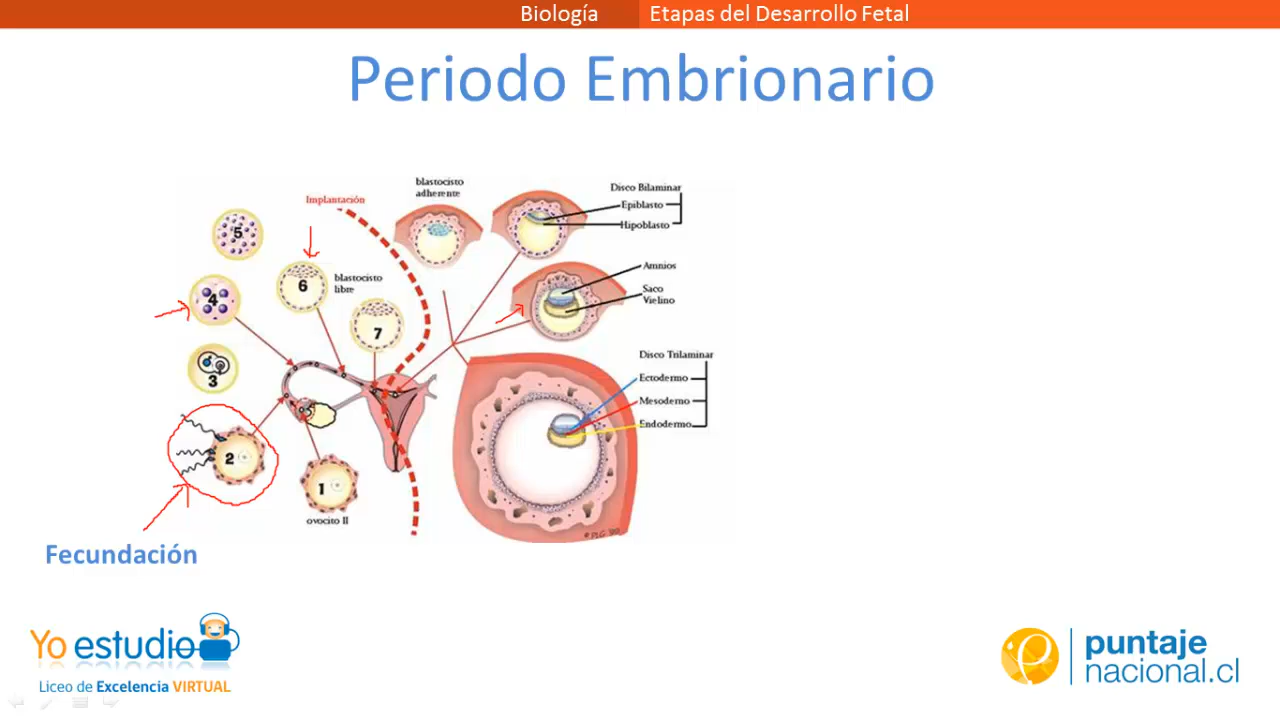 Biología
Etapas del Desarrollo Fetal
Periodo Embrionario
blastocisto
adherente
Implantación
Disco Bilaminar
Epiblasto
Hipoblasto
5
6
blastocisto
libre
4
7
Amnios
Saco
Vielino
3
Disco Trilaminar
Ectodermo
Mesodermo
Endodermo
2
1
ovocito II
Fecundación
Yo estudio
Liceo de Excelencia VIRTUAL
puntaje
nacional.cl